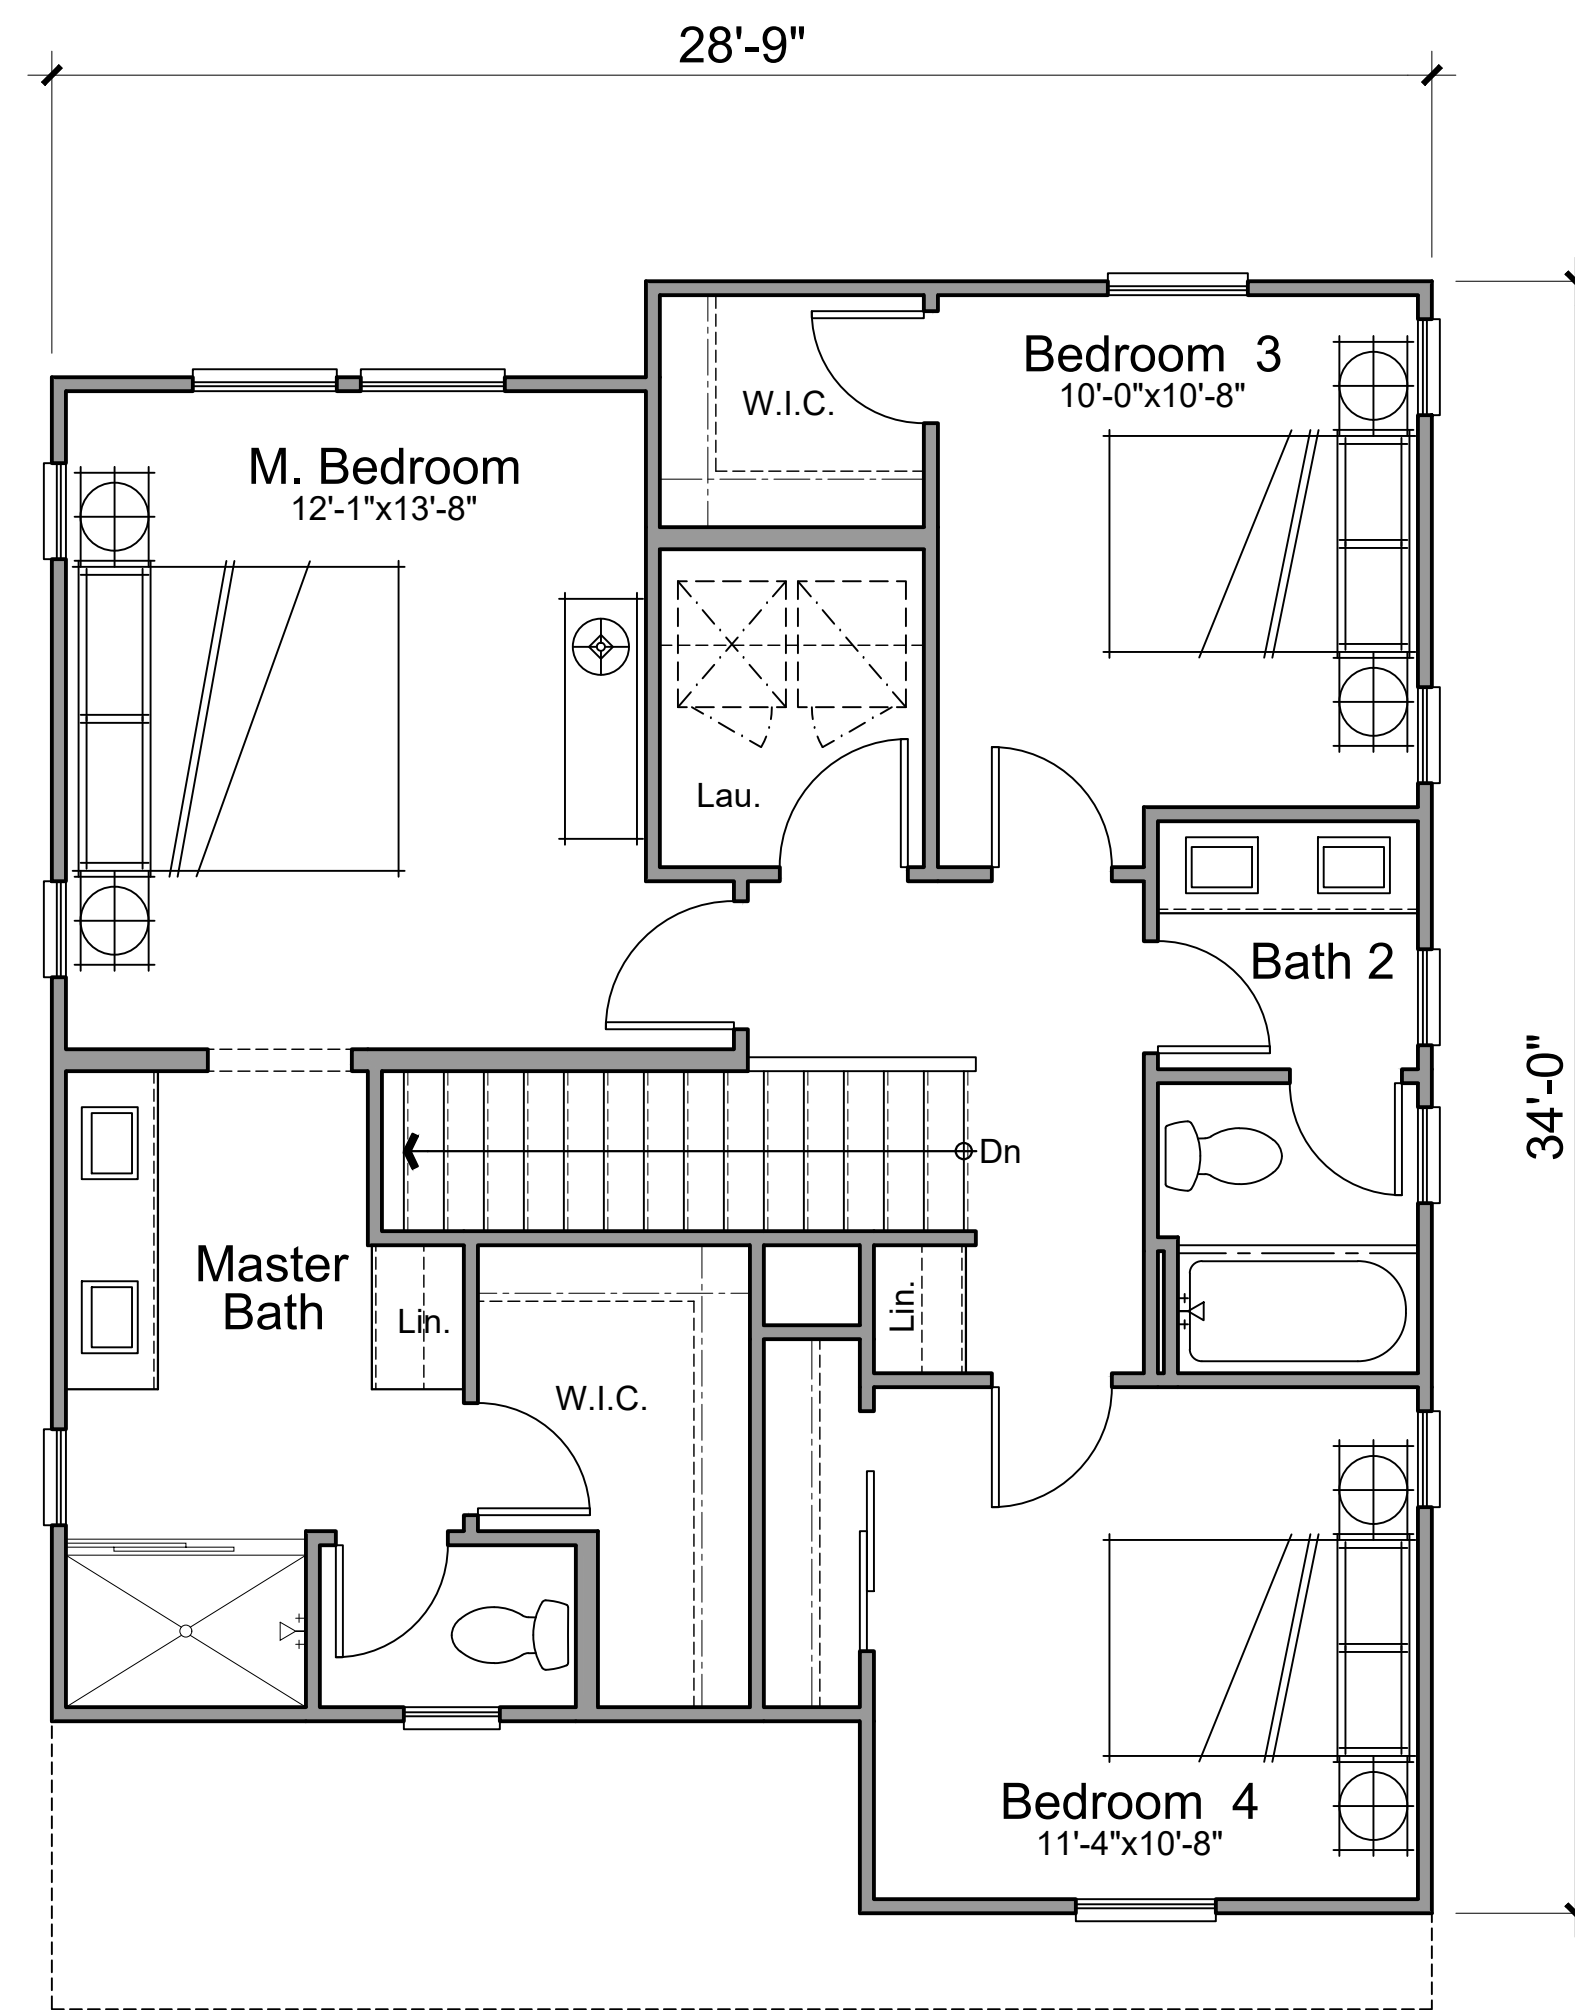 28'-9"
Bedroom 3
10'-0"x10'-8"
W.I.C.
M. Bedroom
12'-1"x13'-8"
Lau.
Bath 2
34'-0"
Dn
Master
Bath
Lin.
Lin.
W.I.C.
Bedroom 4
11'-4"x10'-8"